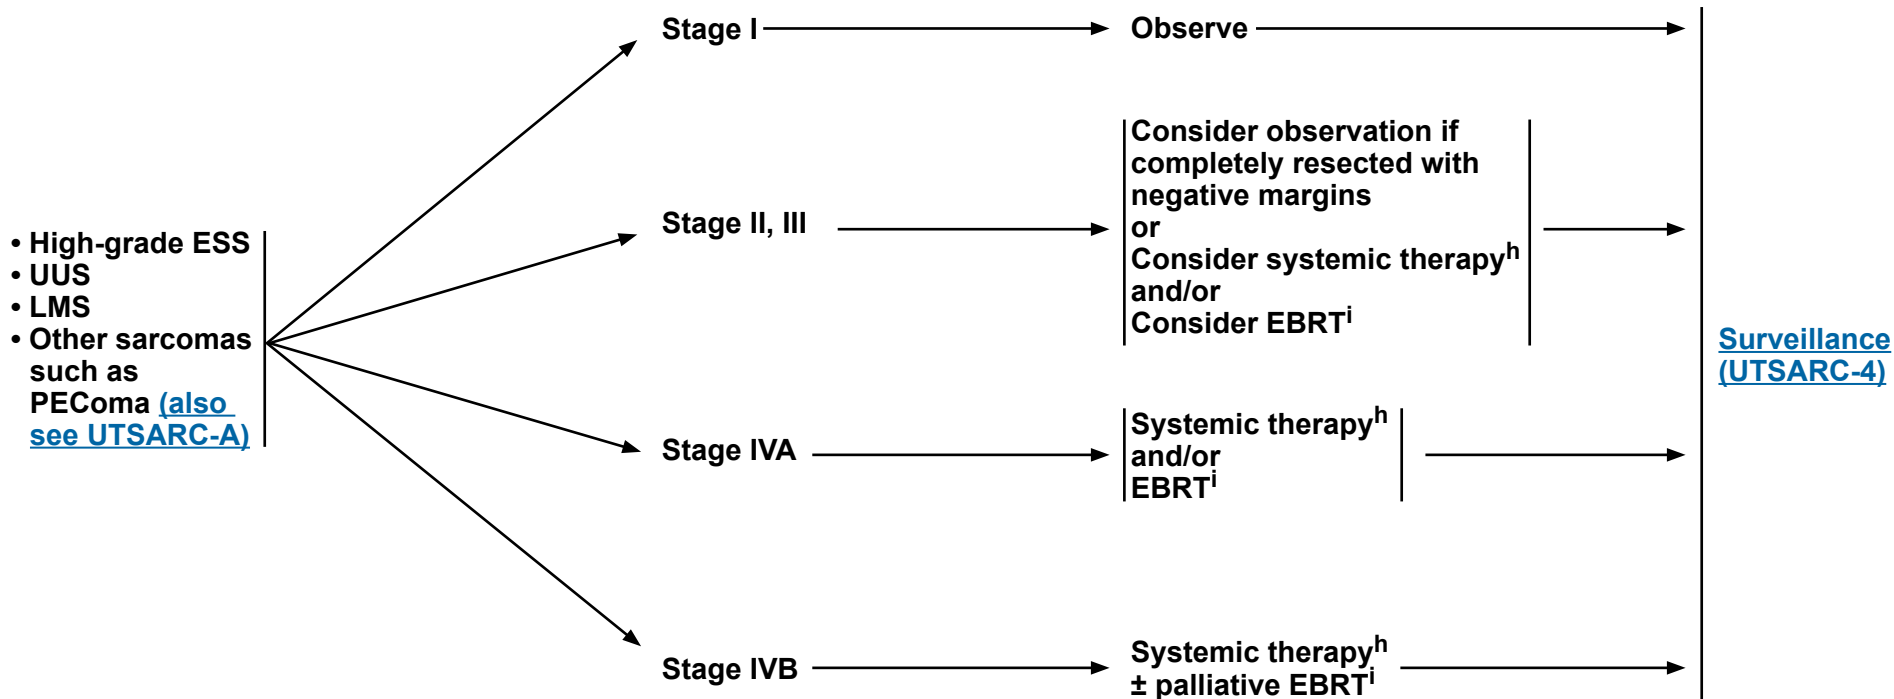 • High-grade ESS
• UUS
• LMS
• Other sarcomas
such as
PEComa (also
see UTSARC-A)
Stage I
Observe
Stage II, III
Consider observation if
completely resected with
negative margins
or
Consider systemic therapyh
and/or
Consider EBRTi
Stage IVA
Systemic therapyh
and/or
EBRTi
Stage IVB
Systemic therapyh
± palliative EBRTi
Surveillance
(UTSARC-4)